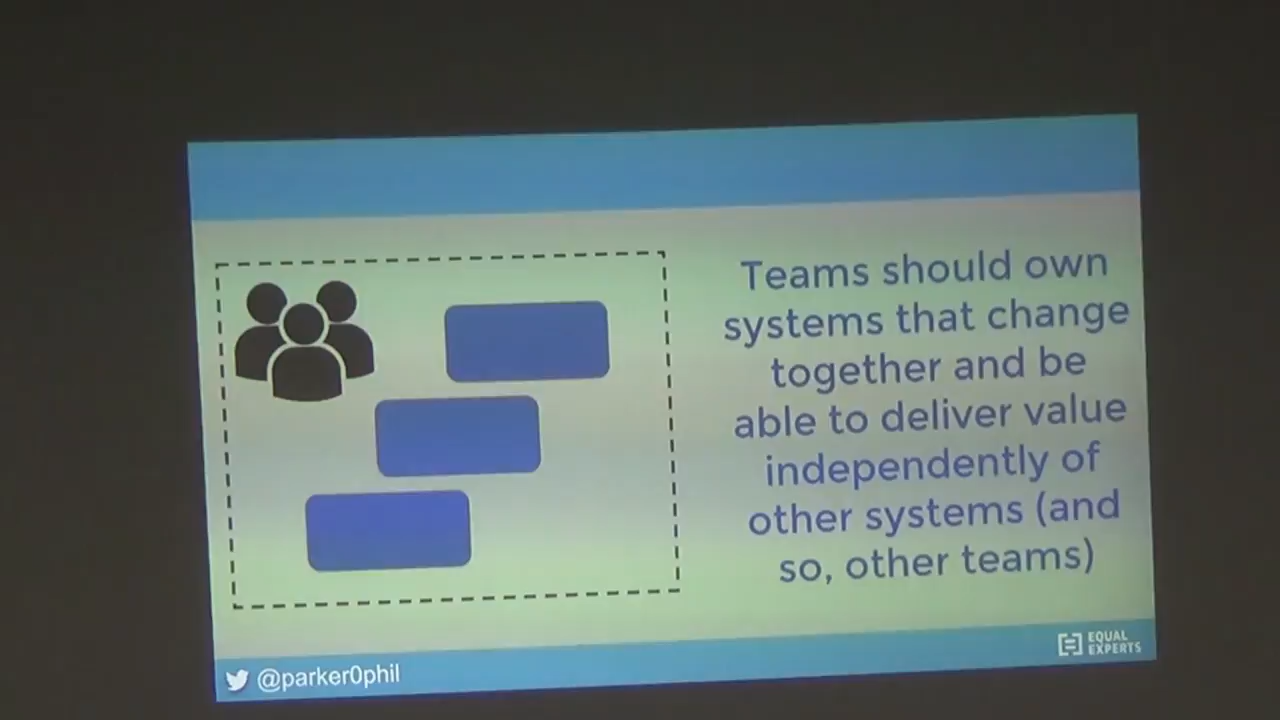 Teams should own
systems that change
together and be
able to deliver value
independently of
other systems (and
so, other teams)
@parker0phil
EQUAL
EXPERTS